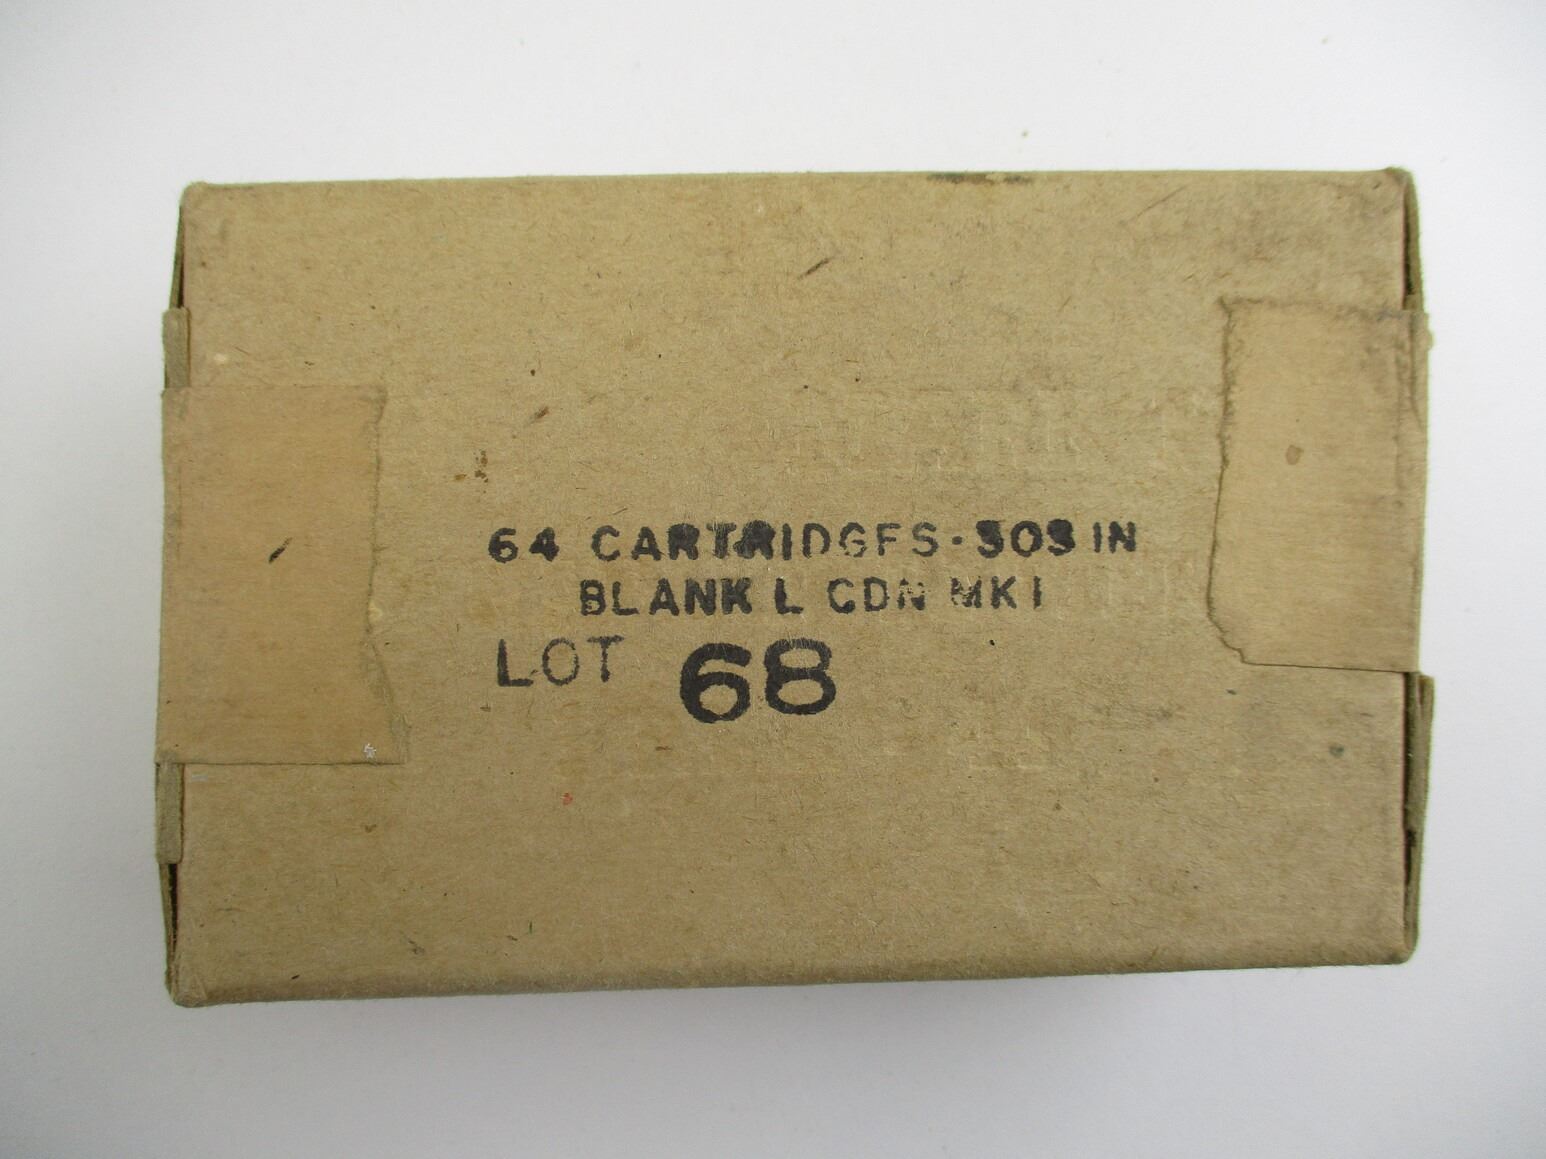 64 CARTRIDGES .303 IN
BLANK L CDN MK I
LOT 68